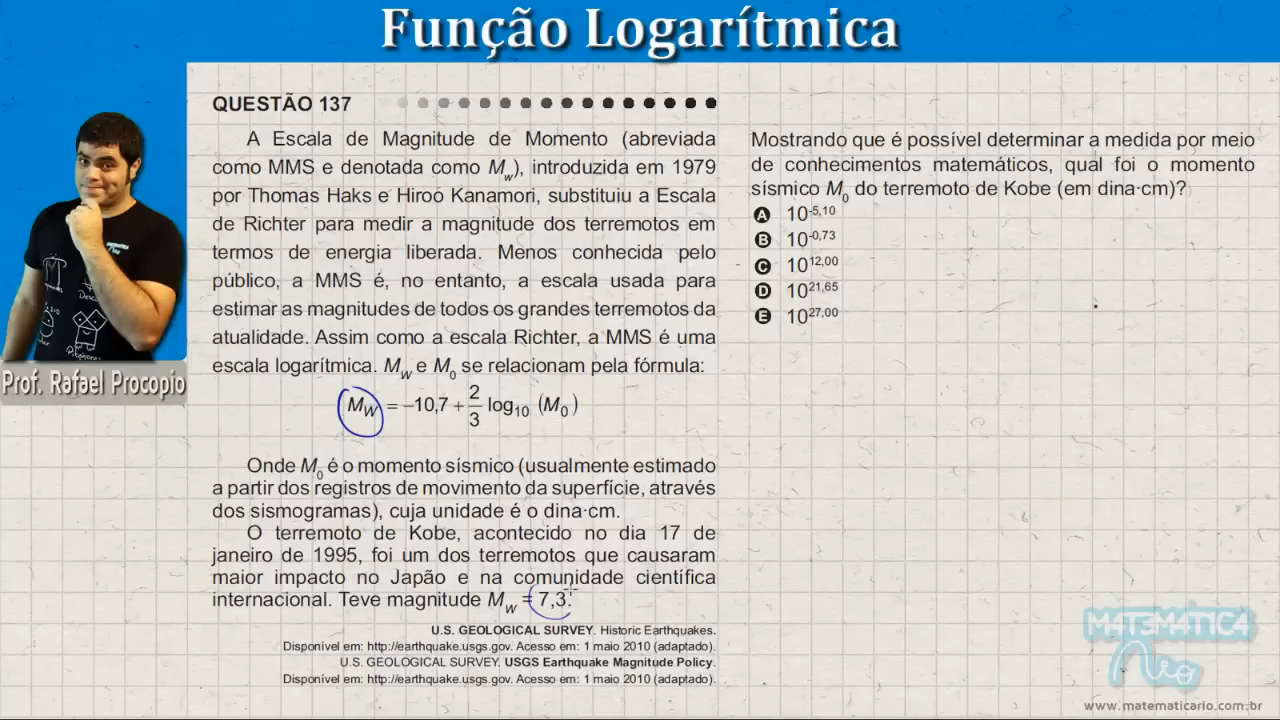 Função Logarítmica
QUESTÃO 137
A Escala de Magnitude de Momento (abreviada
como MMS e denotada como Mw), introduzida em 1979
por Thomas Haks e Hiroo Kanamori, substituiu a Escala
de Richter para medir a magnitude dos terremotos em
termos de energia liberada. Menos conhecida pelo
público, a MMS é, no entanto, a escala usada para
estimar as magnitudes de todos os grandes terremotos da
atualidade. Assim como a escala Richter, a MMS é uma
escala logarítmica. MW e M0 se relacionam pela fórmula:
MW = −10,7 + 2/3 log10 (M0)
Onde M0 é o momento sísmico (usualmente estimado
a partir dos registros de movimento da superfície, através
dos sismogramas), cuja unidade é o dina·cm.
O terremoto de Kobe, acontecido no dia 17 de
janeiro de 1995, foi um dos terremotos que causaram
maior impacto no Japão e na comunidade científica
internacional. Teve magnitude Mw = 7,3.
U.S. GEOLOGICAL SURVEY. Historic Earthquakes.
Disponível em: http://earthquake.usgs.gov. Acesso em: 1 maio 2010 (adaptado).
U.S. GEOLOGICAL SURVEY. USGS Earthquake Magnitude Policy.
Disponível em: http://earthquake.usgs.gov. Acesso em: 1 maio 2010 (adaptado).
Mostrando que é possível determinar a medida por meio
de conhecimentos matemáticos, qual foi o momento
sísmico M0 do terremoto de Kobe (em dina·cm)?
A 10^-5,10
B 10^-0,73
C 10^12,00
D 10^21,65
E 10^27,00
Prof. Rafael Procopio
MATEMÁTICA
Rio
www.matematicario.com.br